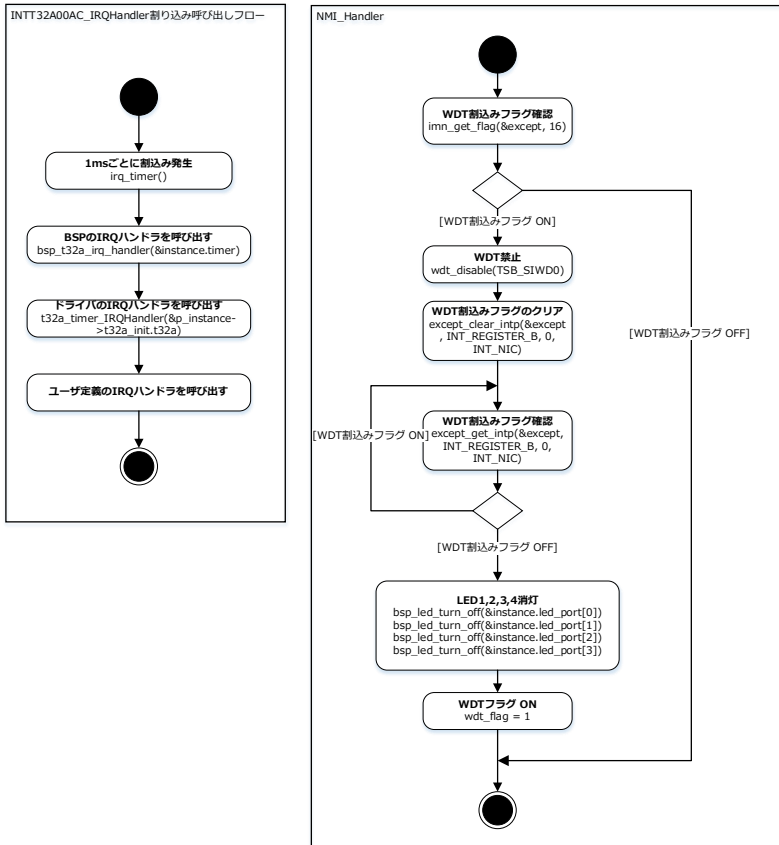 INTT32A00AC_IRQHandler割り込み呼び出しフロー
1msごとに割込み発生
irq_timer()
BSPのIRQハンドラを呼び出す
bsp_t32a_irq_handler(&instance.timer)
ドライバのIRQハンドラを呼び出す
t32a_timer_IRQHandler(&p_instance-
>t32a_init.t32a)
ユーザ定義のIRQハンドラを呼び出す
NMI_Handler
WDT割込みフラグ確認
imn_get_flag(&except, 16)
[WDT割込みフラグ ON]
WDT禁止
wdt_disable(TSB_SIWD0)
[WDT割込みフラグ OFF]
WDT割込みフラグのクリア
except_clear_intp(&except
, INT_REGISTER_B, 0,
INT_NIC)
WDT割込みフラグ確認
except_get_intp(&except,
INT_REGISTER_B, 0,
INT_NIC)
[WDT割込みフラグ ON]
[WDT割込みフラグ OFF]
LED1,2,3,4消灯
bsp_led_turn_off(&instance.led_port[0])
bsp_led_turn_off(&instance.led_port[1])
bsp_led_turn_off(&instance.led_port[2])
bsp_led_turn_off(&instance.led_port[3])
WDTフラグ ON
wdt_flag = 1